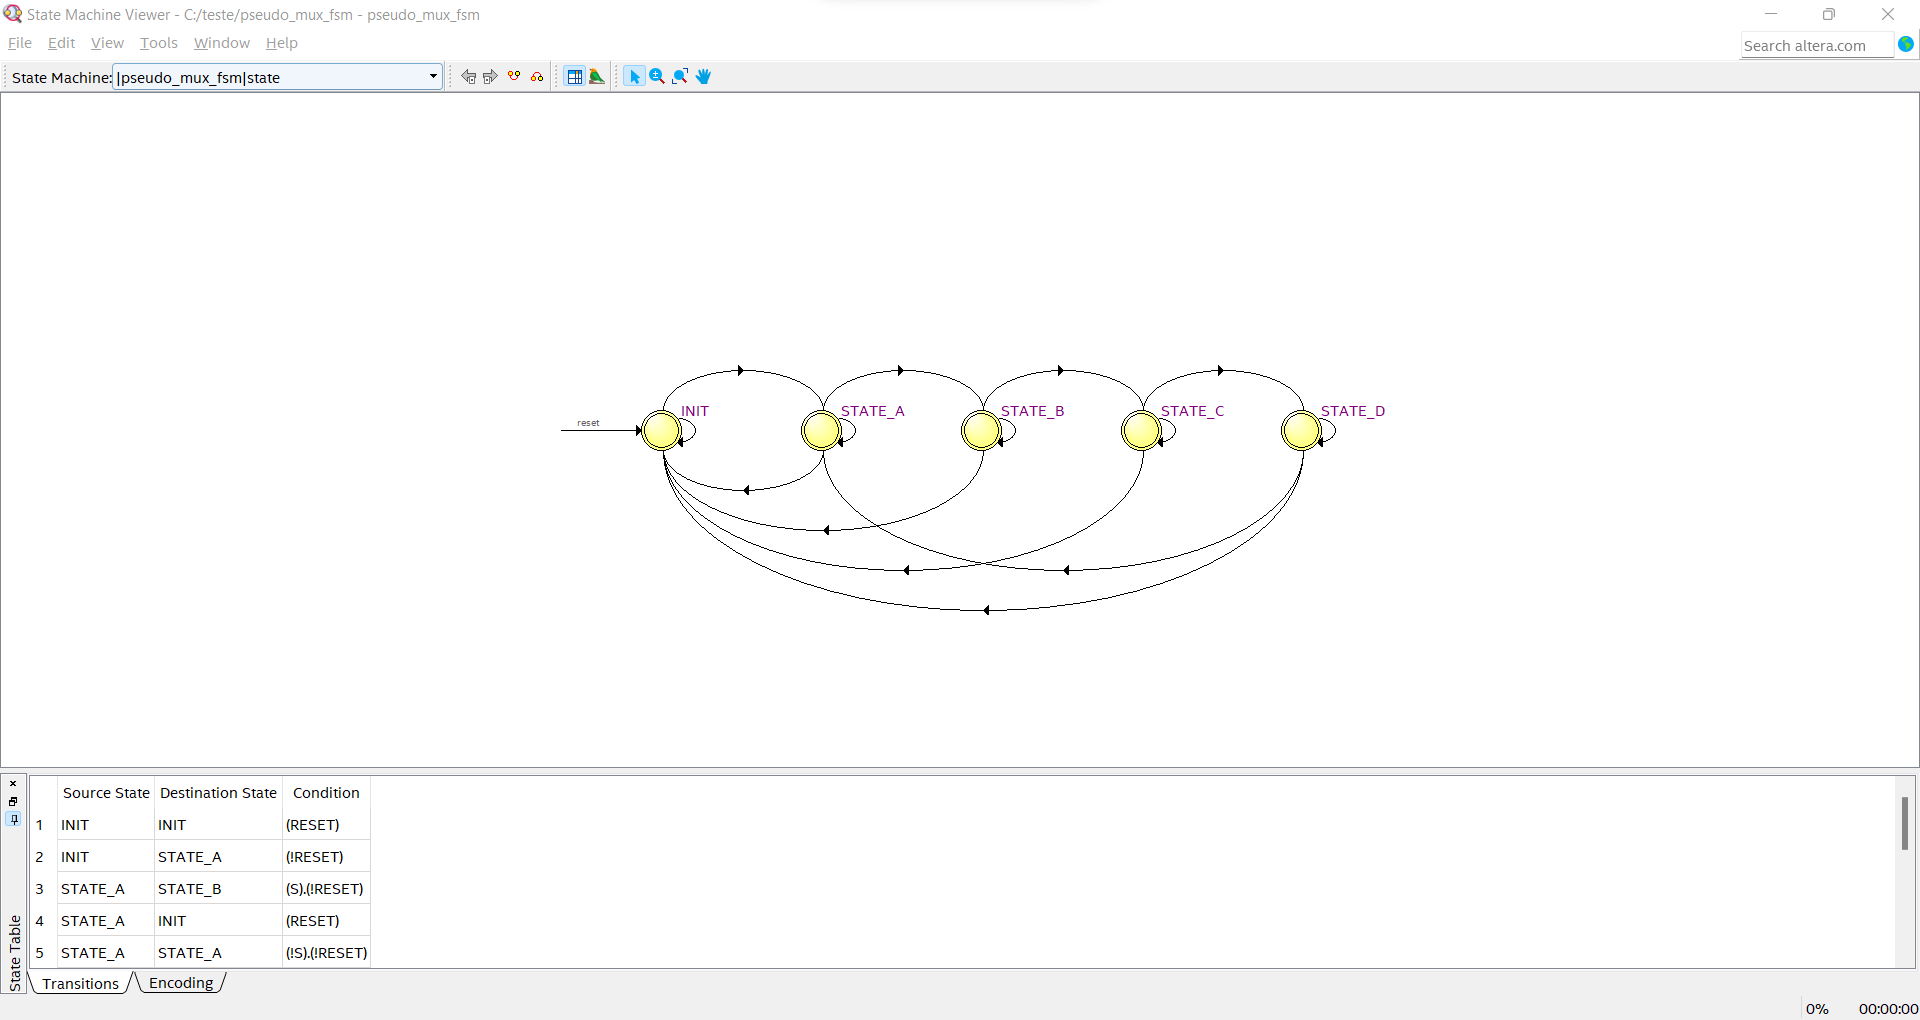 State Machine Viewer - C:/teste/pseudo_mux_fsm - pseudo_mux_fsm
File Edit View Tools Window Help
Search altera.com
State Machine: |pseudo_mux_fsm|state
reset
INIT
STATE_A
STATE_B
STATE_C
STATE_D
State Table
Source State Destination State Condition
1 INIT INIT (RESET)
2 INIT STATE_A (!RESET)
3 STATE_A STATE_B (S).(!RESET)
4 STATE_A INIT (RESET)
5 STATE_A STATE_A (!S).(!RESET)
Transitions Encoding
0% 00:00:00